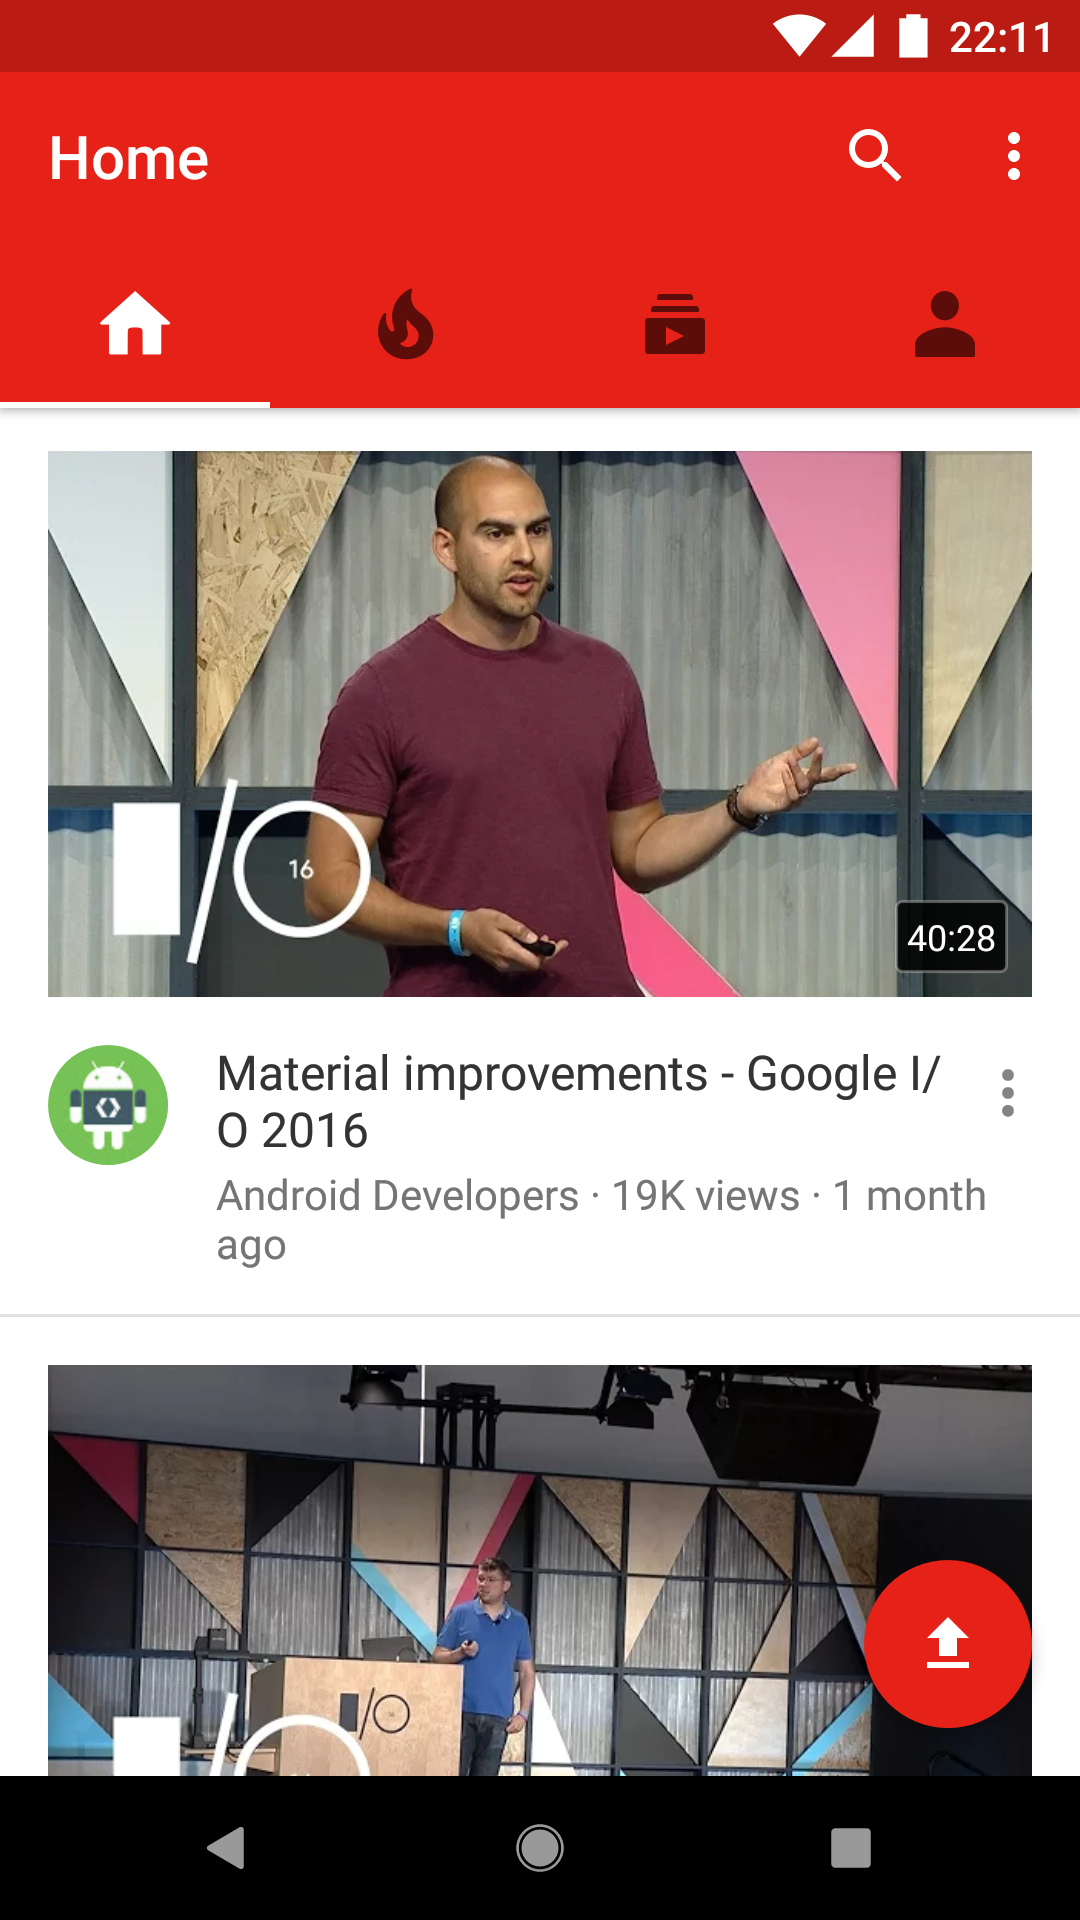 22:11
Home
I/O
16
40:28
Material improvements - Google I/
O 2016
Android Developers · 19K views · 1 month
ago
I/O
I/O